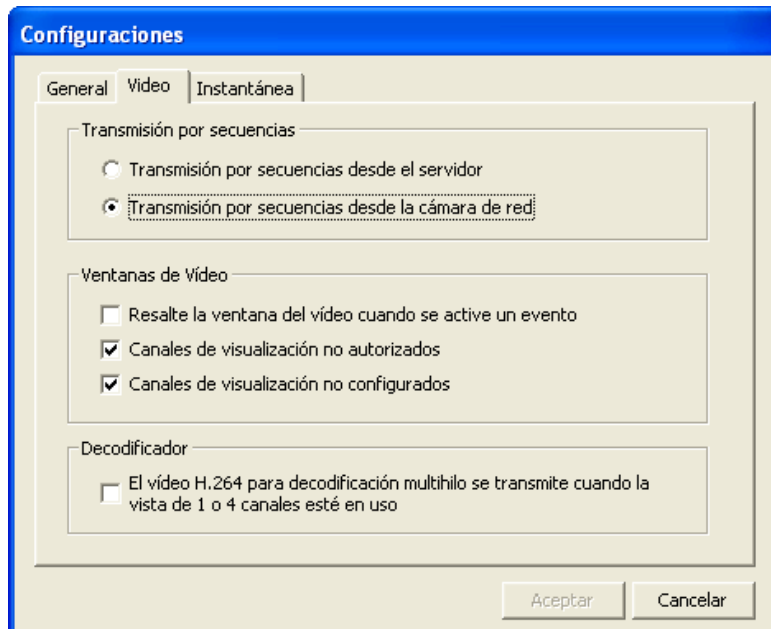 Configuraciones
General Video Instantánea
Transmisión por secuencias
Transmisión por secuencias desde el servidor
Transmisión por secuencias desde la cámara de red
Ventanas de Vídeo
Resalte la ventana del vídeo cuando se active un evento
Canales de visualización no autorizados
Canales de visualización no configurados
Decodificador
El vídeo H.264 para decodificación multihilo se transmite cuando la
vista de 1 o 4 canales esté en uso
Aceptar Cancelar